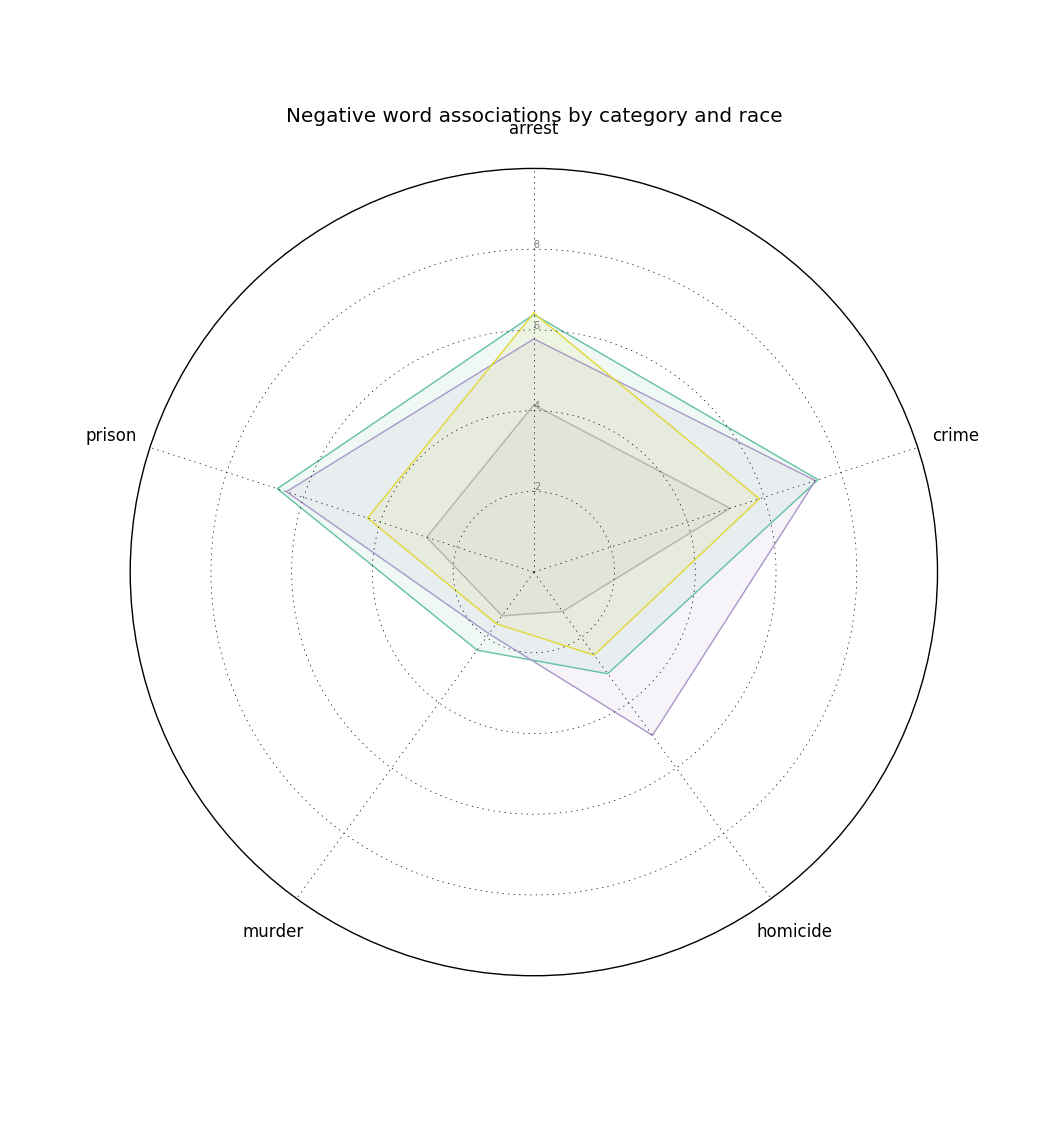 Negative word associations by category and race
arrest
8
6
4
2
prison
crime
murder
homicide